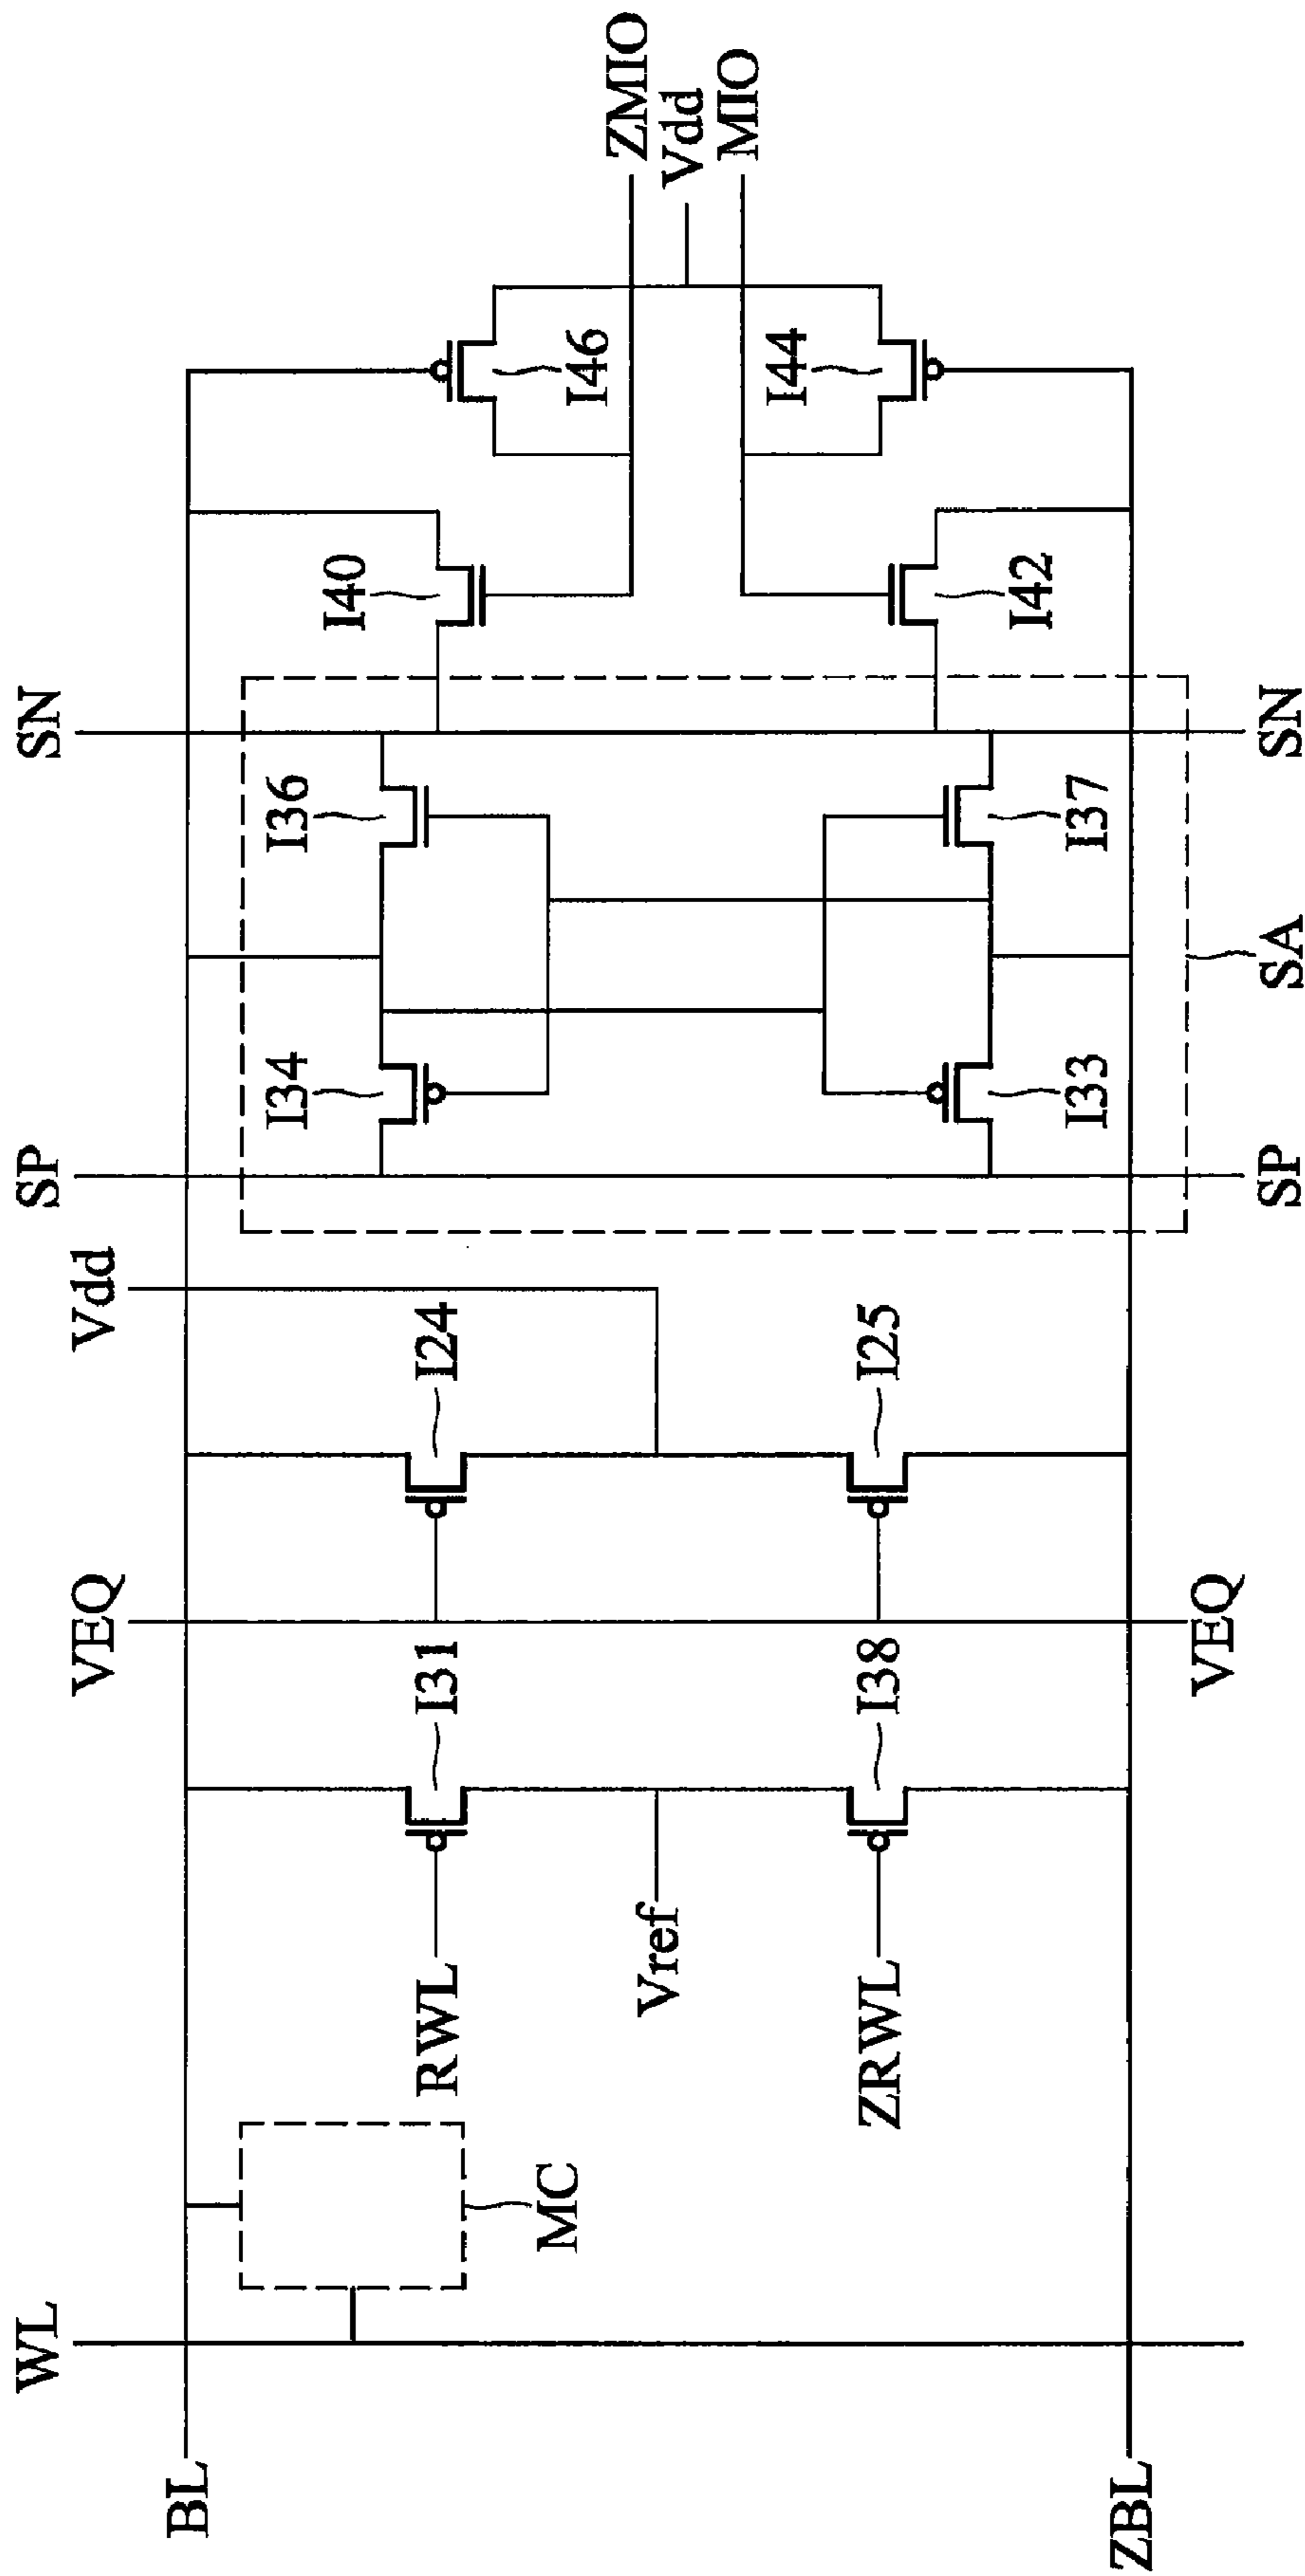 WL
VEQ
Vdd
SP
SN
BL
I34
I36
I40
MC
RWL
I31
I24
I46
ZMIO
Vref
Vdd
MIO
ZRWL
I38
I25
I44
I33
I37
I42
ZBL
VEQ
SP
SA
SN